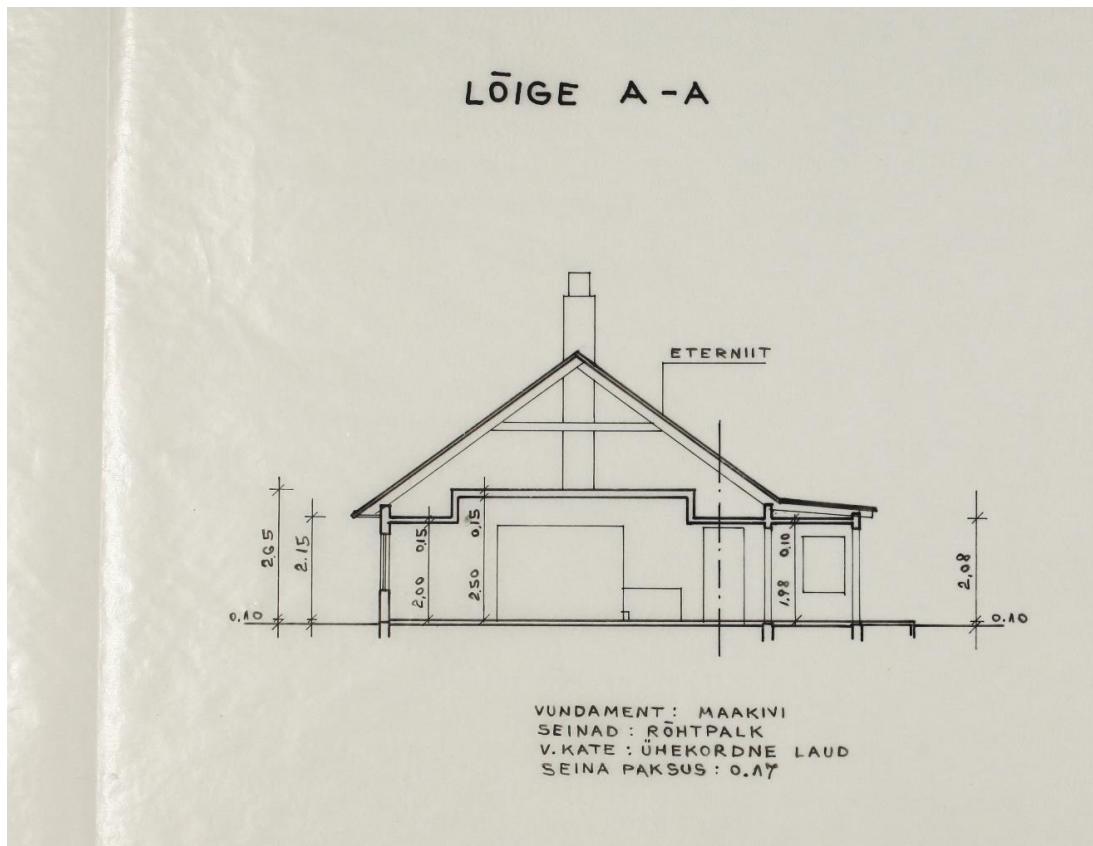 LÕIGE A-A
ETERNIIT
2.65
2.15
0,15
2,00
0,15
2.50
0,10
1.98
2,08
0.10
0.10
VUNDAMENT: MAAKIVI
SEINAD: RÕHTPALK
V. KATE: ÜHEKORDNE LAUD
SEINA PAKSUS: 0.17